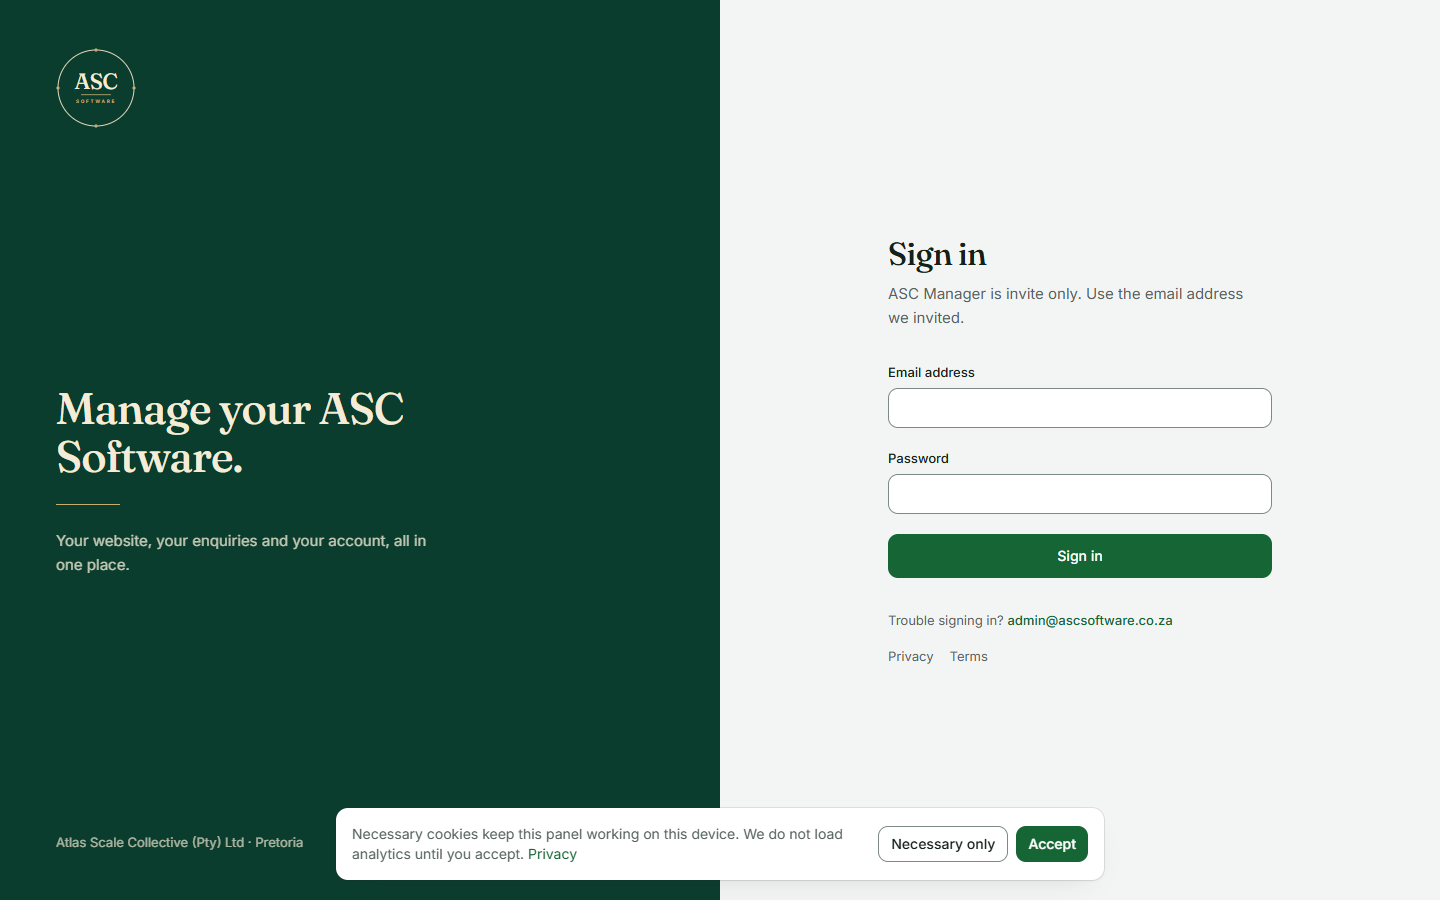 ASC
SOFTWARE
Manage your ASC
Software.
Your website, your enquiries and your account, all in
one place.
Atlas Scale Collective (Pty) Ltd · Pretoria
Sign in
ASC Manager is invite only. Use the email address
we invited.
Email address
Password
Sign in
Trouble signing in? admin@ascsoftware.co.za
Privacy Terms
Necessary cookies keep this panel working on this device. We do not load
analytics until you accept. Privacy
Necessary only
Accept